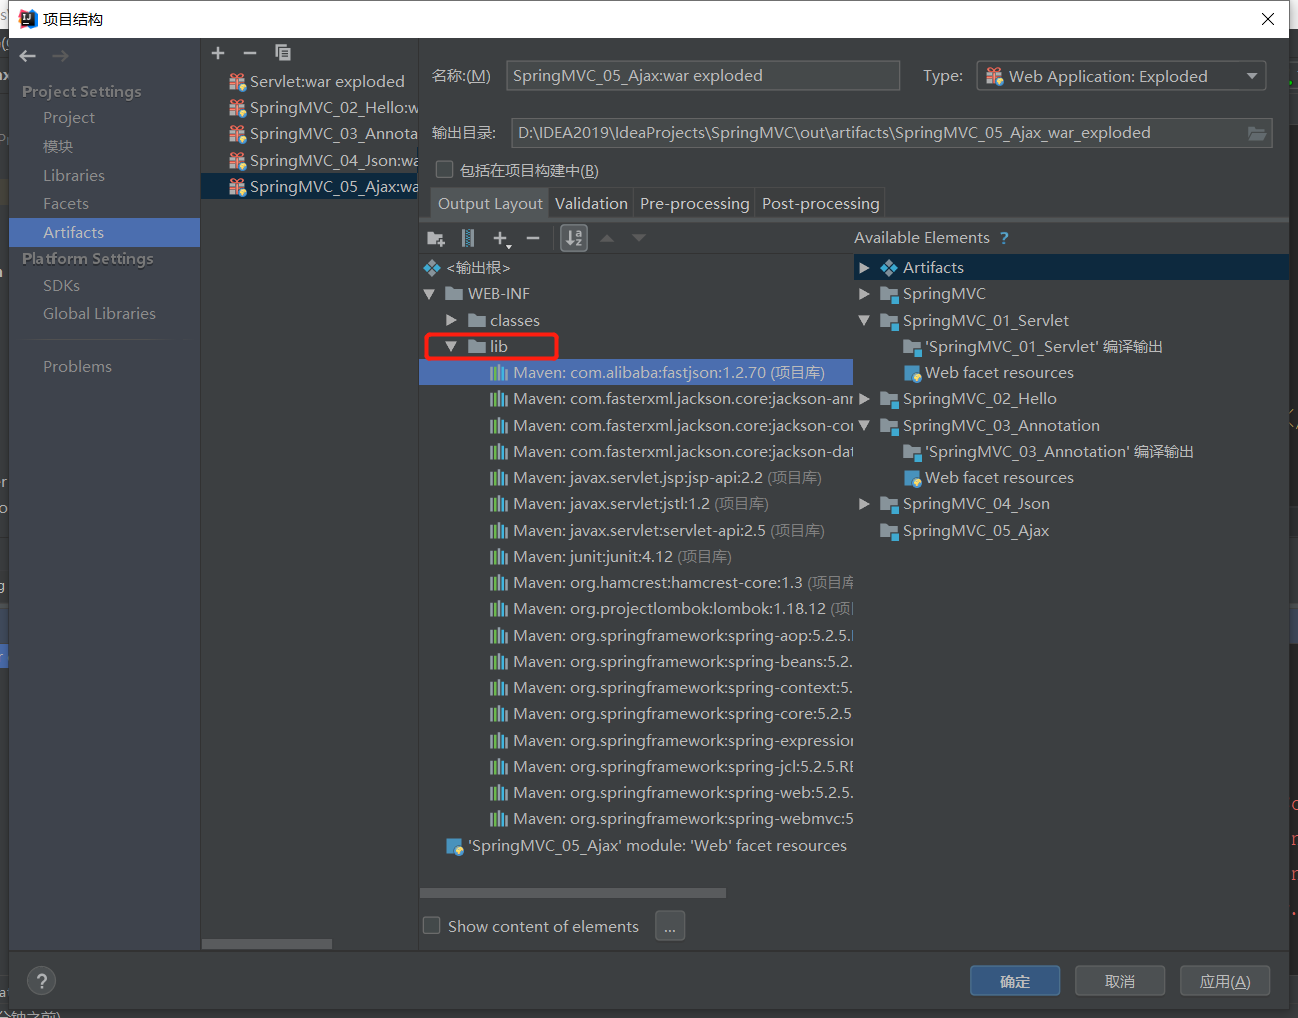 项目结构
Project Settings
Project
模块
Libraries
Facets
Artifacts
Platform Settings
SDKs
Global Libraries
Problems
Servlet:war exploded
SpringMVC_02_Hello:w
SpringMVC_03_Annota
SpringMVC_04_Json:wa
SpringMVC_05_Ajax:wa
名称:(M) SpringMVC_05_Ajax:war exploded Type: Web Application: Exploded
输出目录: D:\IDEA2019\IdeaProjects\SpringMVC\out\artifacts\SpringMVC_05_Ajax_war_exploded
包括在项目构建中(B)
Output Layout Validation Pre-processing Post-processing
<输出根>
WEB-INF
classes
lib
Maven: com.alibaba:fastjson:1.2.70 (项目库)
Maven: com.fasterxml.jackson.core:jackson-anr
Maven: com.fasterxml.jackson.core:jackson-cor
Maven: com.fasterxml.jackson.core:jackson-dat
Maven: javax.servlet.jsp:jsp-api:2.2 (项目库)
Maven: javax.servlet:jstl:1.2 (项目库)
Maven: javax.servlet:servlet-api:2.5 (项目库)
Maven: junit:junit:4.12 (项目库)
Maven: org.hamcrest:hamcrest-core:1.3 (项目库
Maven: org.projectlombok:lombok:1.18.12 (项
Maven: org.springframework:spring-aop:5.2.5.
Maven: org.springframework:spring-beans:5.2.
Maven: org.springframework:spring-context:5.
Maven: org.springframework:spring-core:5.2.5
Maven: org.springframework:spring-expression
Maven: org.springframework:spring-jcl:5.2.5.RE
Maven: org.springframework:spring-web:5.2.5.
Maven: org.springframework:spring-webmvc:5
'SpringMVC_05_Ajax' module: 'Web' facet resources
Show content of elements ...
Available Elements ?
Artifacts
SpringMVC
SpringMVC_01_Servlet
'SpringMVC_01_Servlet' 编译输出
Web facet resources
SpringMVC_02_Hello
SpringMVC_03_Annotation
'SpringMVC_03_Annotation' 编译输出
Web facet resources
SpringMVC_04_Json
SpringMVC_05_Ajax
? 确定 取消 应用(A)